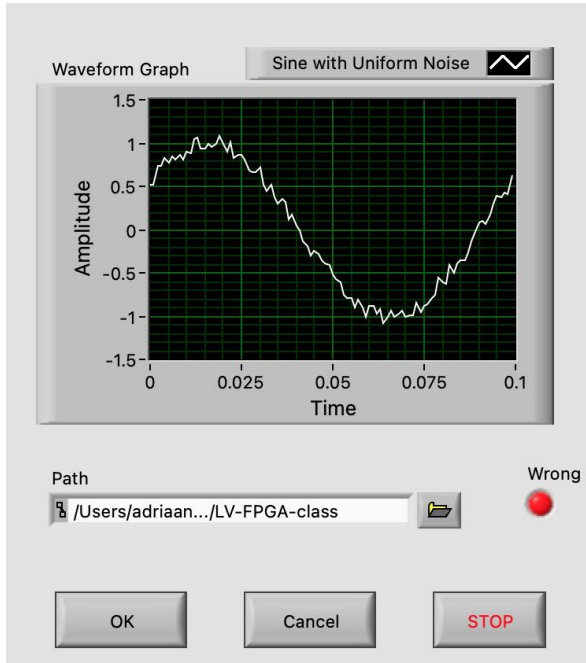 Waveform Graph
Sine with Uniform Noise
1.5
1
0.5
0
-0.5
-1
-1.5
Amplitude
0 0.025 0.05 0.075 0.1
Time
Path
Wrong
/Users/adriaan.../LV-FPGA-class
OK Cancel STOP